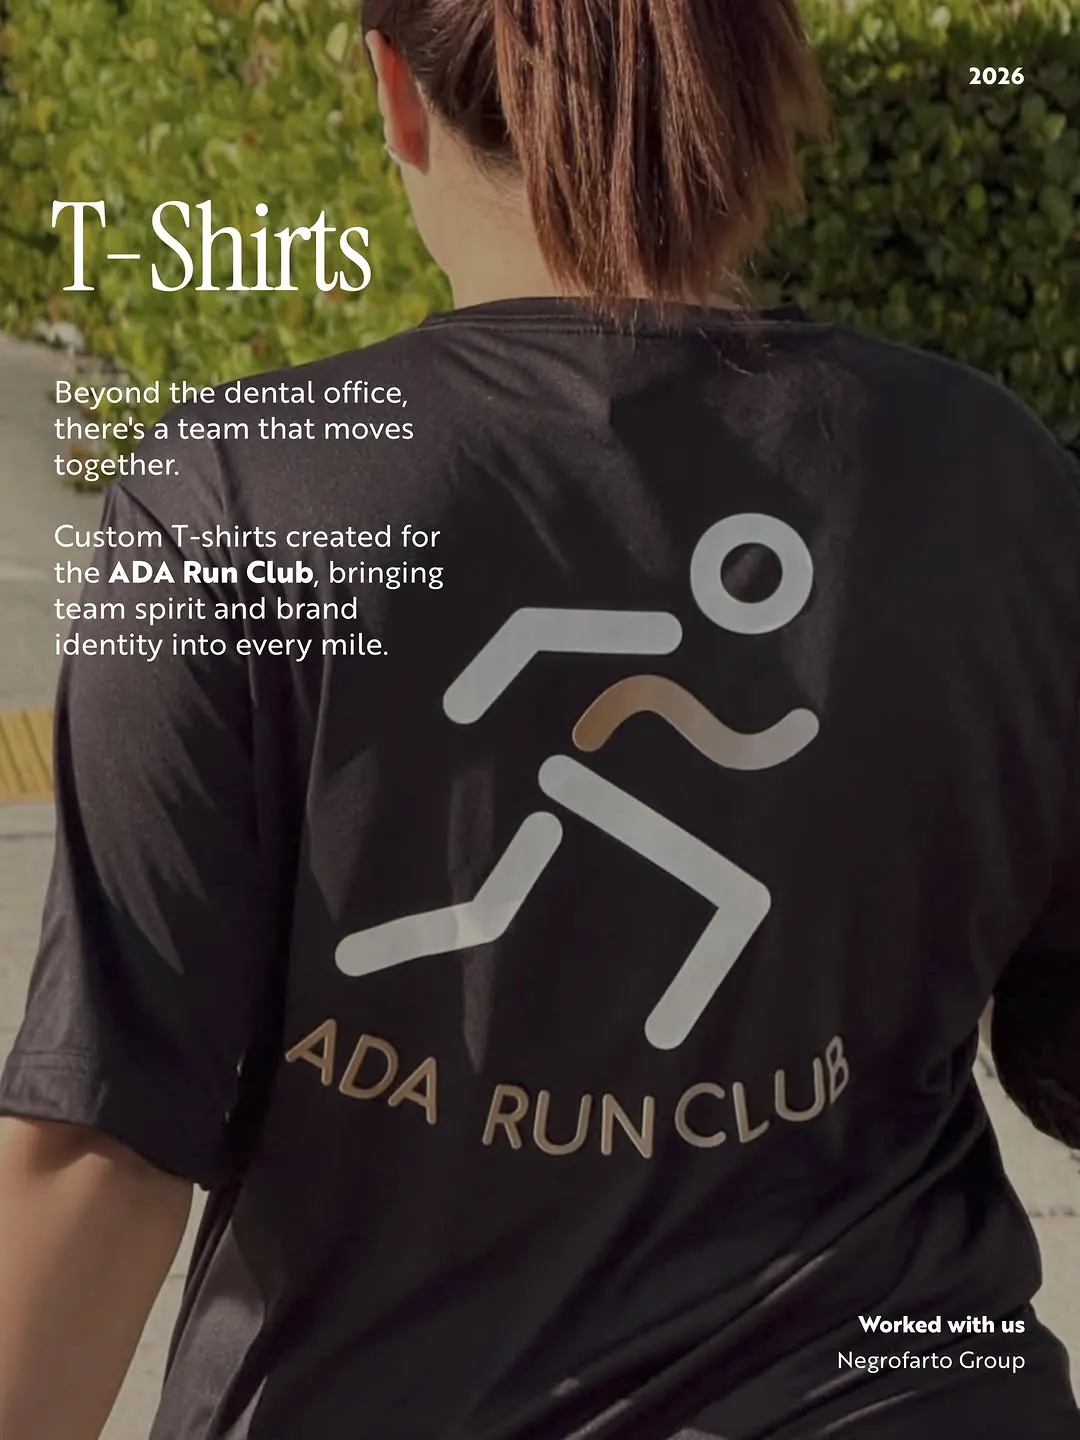 2026
T-Shirts
Beyond the dental office,
there's a team that moves
together.
Custom T-shirts created for
the ADA Run Club, bringing
team spirit and brand
identity into every mile.
ADA RUN CLUB
Worked with us
Negrofarto Group